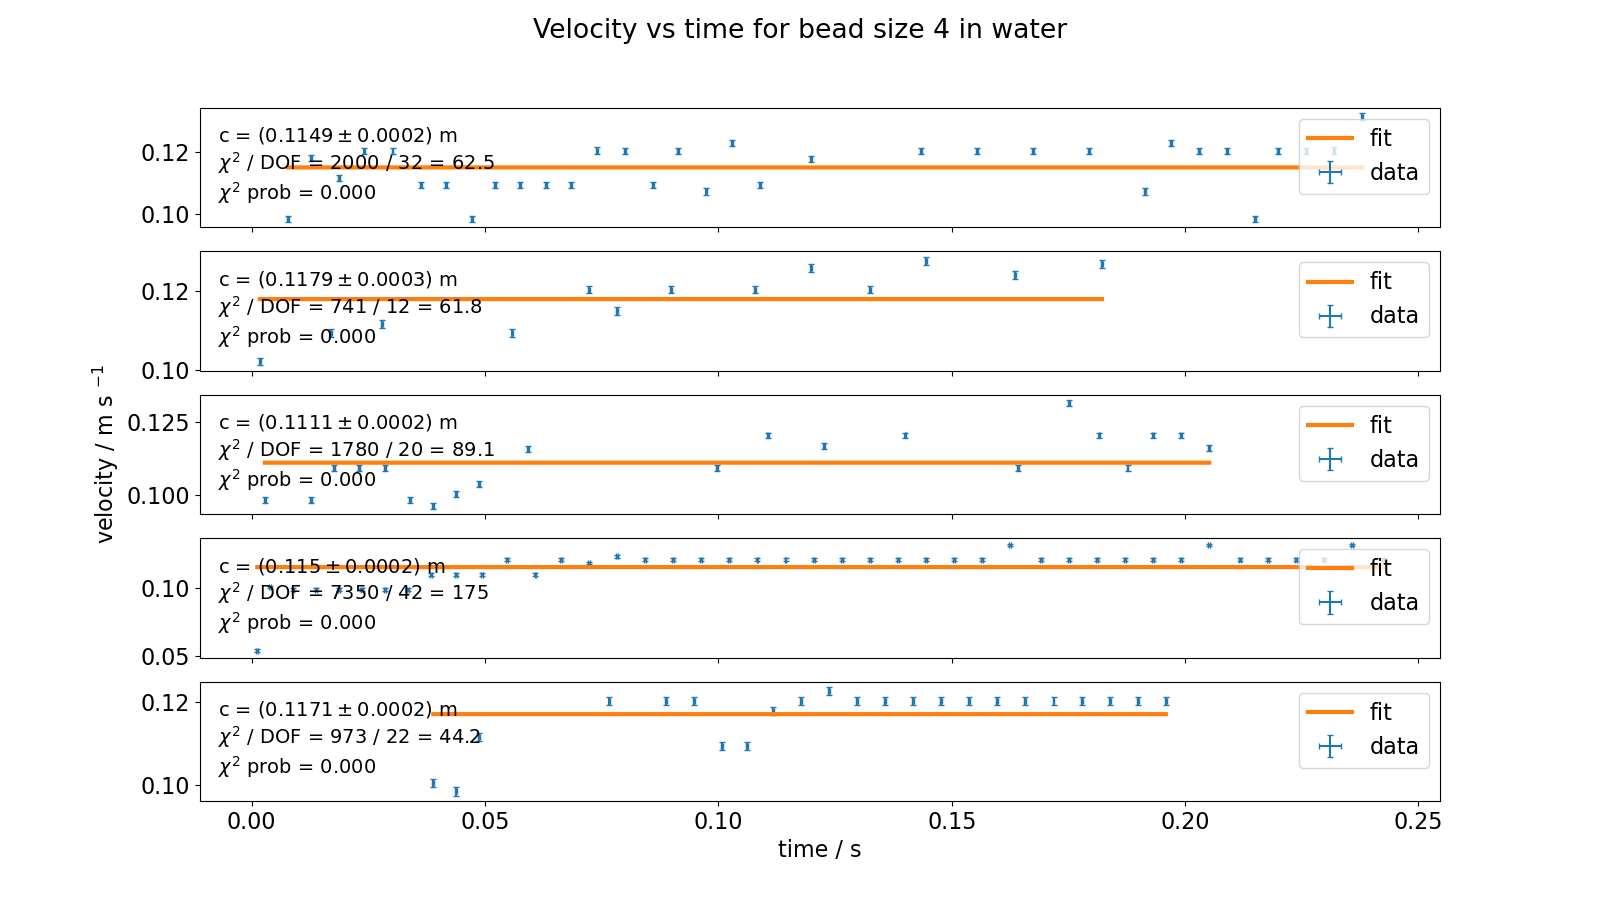 Velocity vs time for bead size 4 in water
c = (0.1149 ± 0.0002) m
χ² / DOF = 2000 / 32 = 62.5
χ² prob = 0.000
fit
data
0.12
0.10
c = (0.1179 ± 0.0003) m
χ² / DOF = 741 / 12 = 61.8
χ² prob = 0.000
fit
data
0.12
0.10
c = (0.1111 ± 0.0002) m
χ² / DOF = 1780 / 20 = 89.1
χ² prob = 0.000
fit
data
0.125
0.100
velocity / m s ⁻¹
c = (0.115 ± 0.0002) m
χ² / DOF = 7350 / 42 = 175
χ² prob = 0.000
fit
data
0.10
0.05
c = (0.1171 ± 0.0002) m
χ² / DOF = 973 / 22 = 44.2
χ² prob = 0.000
fit
data
0.12
0.10
0.00 0.05 0.10 0.15 0.20 0.25
time / s